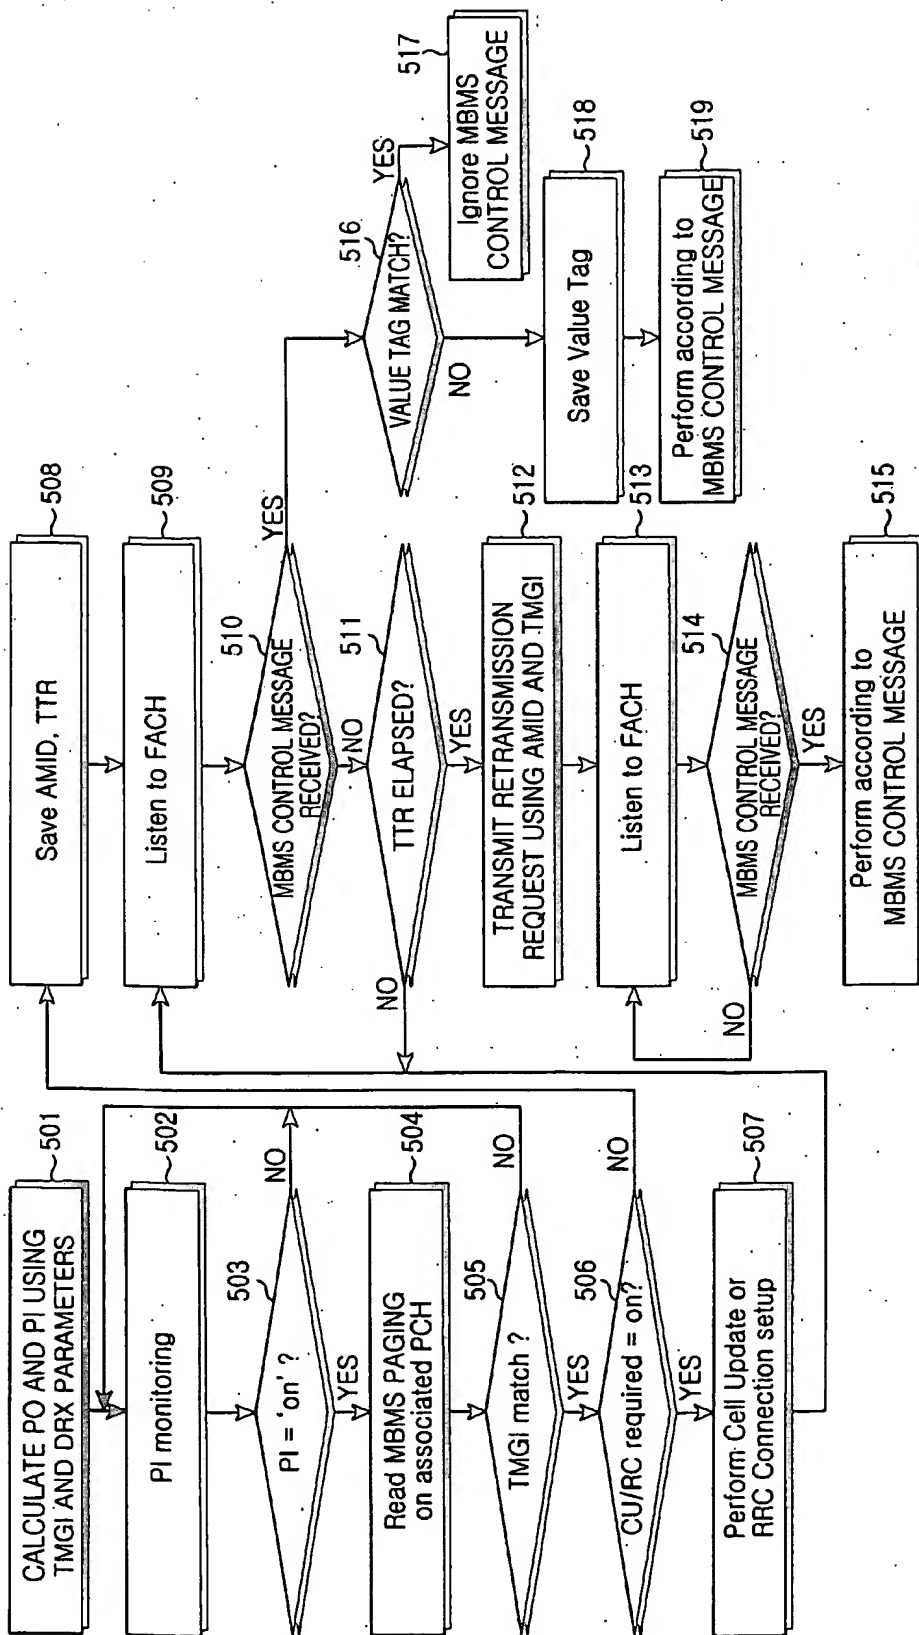 CALCULATE PO AND PI USING
TMGI AND DRX PARAMETERS
501
PI monitoring
502
PI = 'on' ?
503
NO
YES
Read MBMS PAGING
on associated PCH
504
TMGI match ?
505
NO
YES
CU/RC required = on?
506
NO
YES
Perform Cell Update or
RRC Connection setup
507
Save AMID, TTR
508
Listen to FACH
509
MBMS CONTROL MESSAGE
RECEIVED?
510
YES
NO
TTR ELAPSED?
511
NO
YES
TRANSMIT RETRANSMISSION
REQUEST USING AMID AND TMGI
512
Listen to FACH
513
MBMS CONTROL MESSAGE
RECEIVED?
514
NO
YES
Perform according to
MBMS CONTROL MESSAGE
515
VALUE TAG MATCH?
516
YES
NO
Ignore MBMS
CONTROL MESSAGE
517
Save Value Tag
518
Perform according to
MBMS CONTROL MESSAGE
519